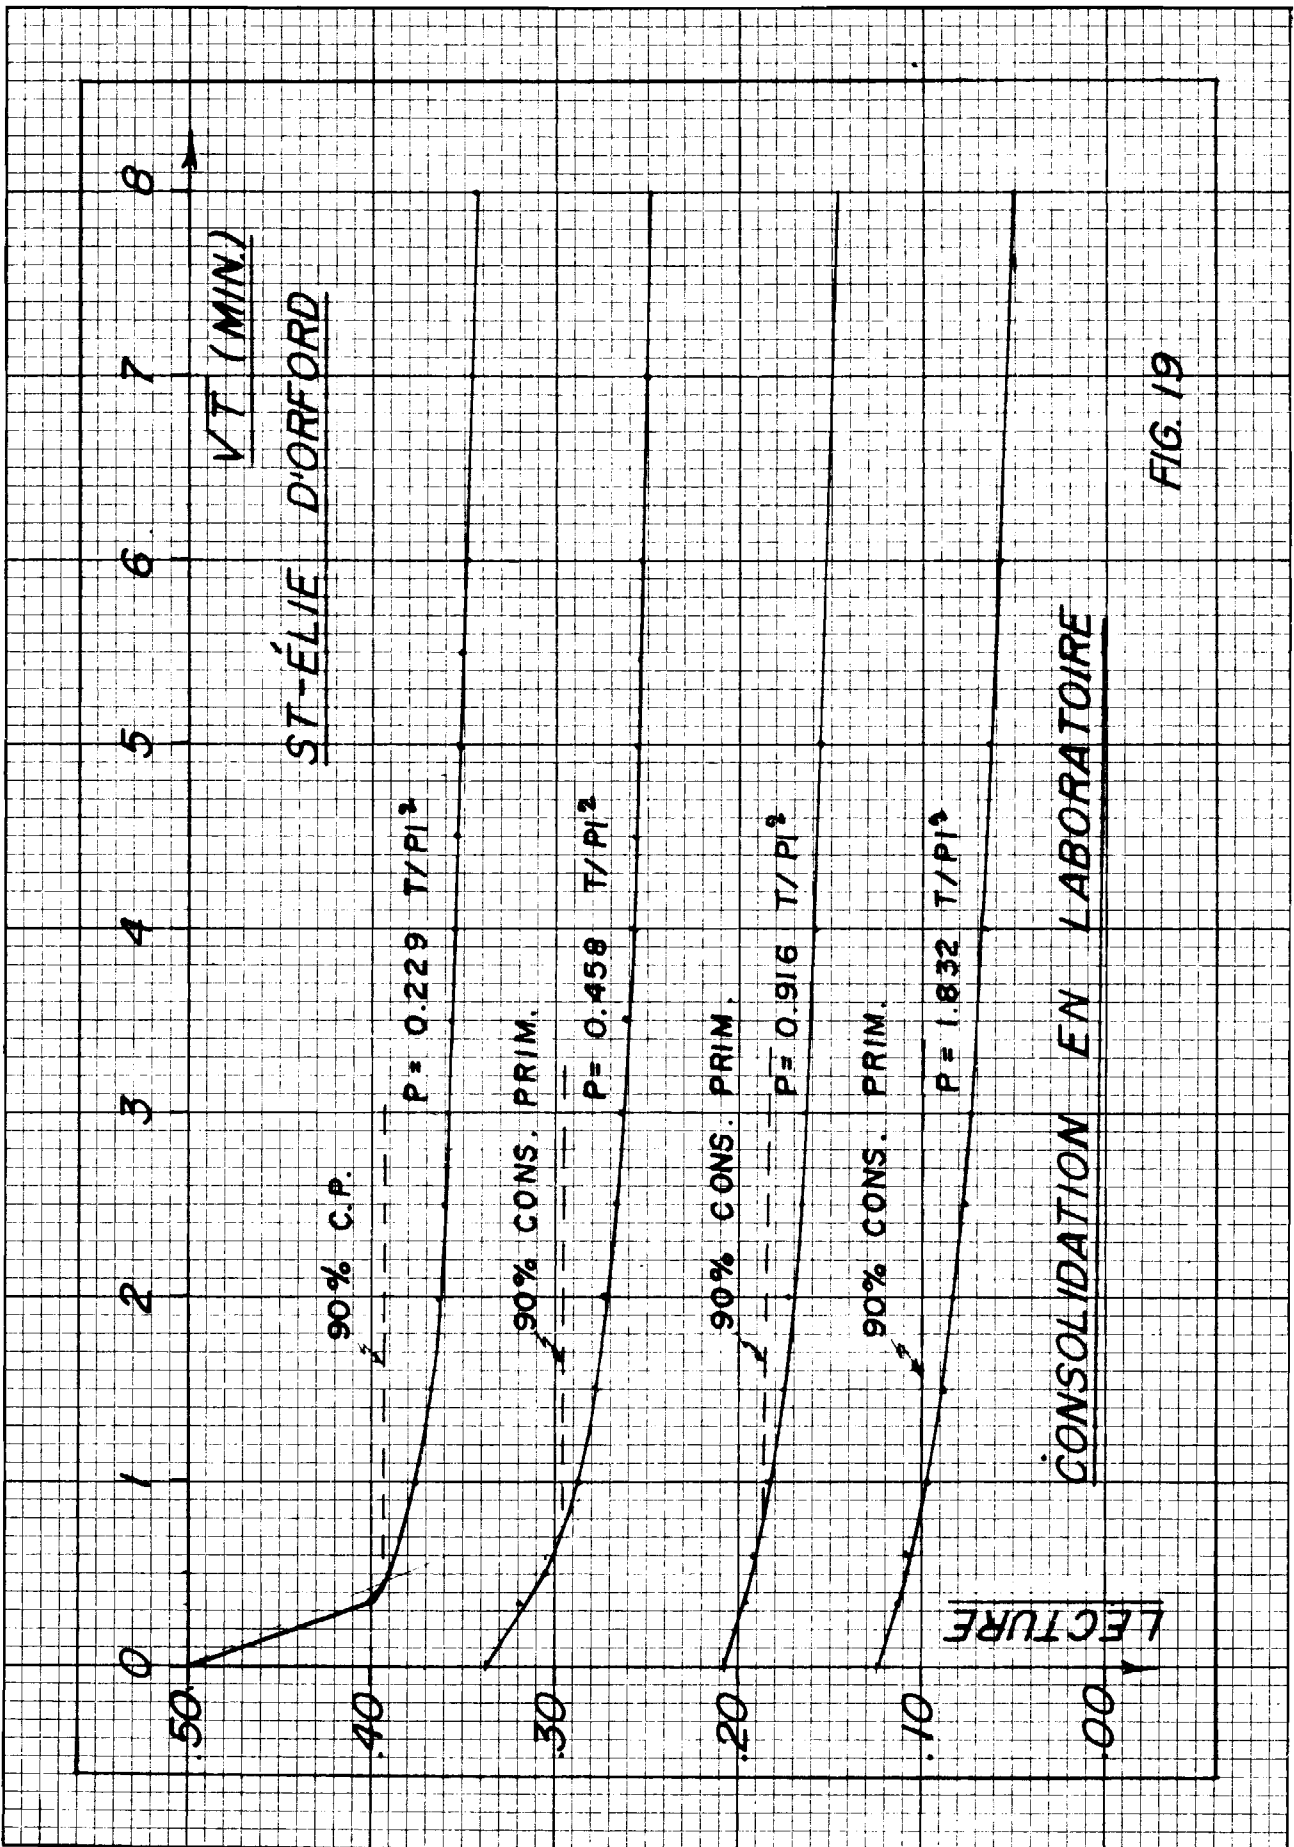 0 1 2 3 4 5 6 7 8
√T (MIN.)
ST-ÉLIE D'ORFORD
.50
.40
.30
.20
.10
.00
LECTURE
90% C.P.
P= 0.229 T/PI²
90% CONS. PRIM.
P= 0.458 T/PI²
90% CONS. PRIM.
P= 0.916 T/PI²
90% CONS. PRIM.
P= 1.832 T/PI²
CONSOLIDATION EN LABORATOIRE
FIG. 19